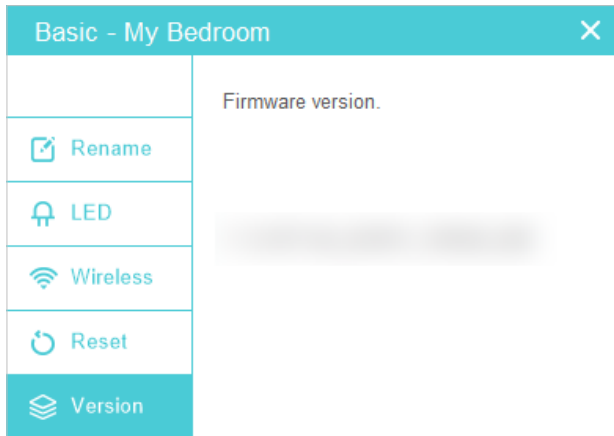 Basic - My Bedroom
Firmware version.
Rename
LED
Wireless
Reset
Version